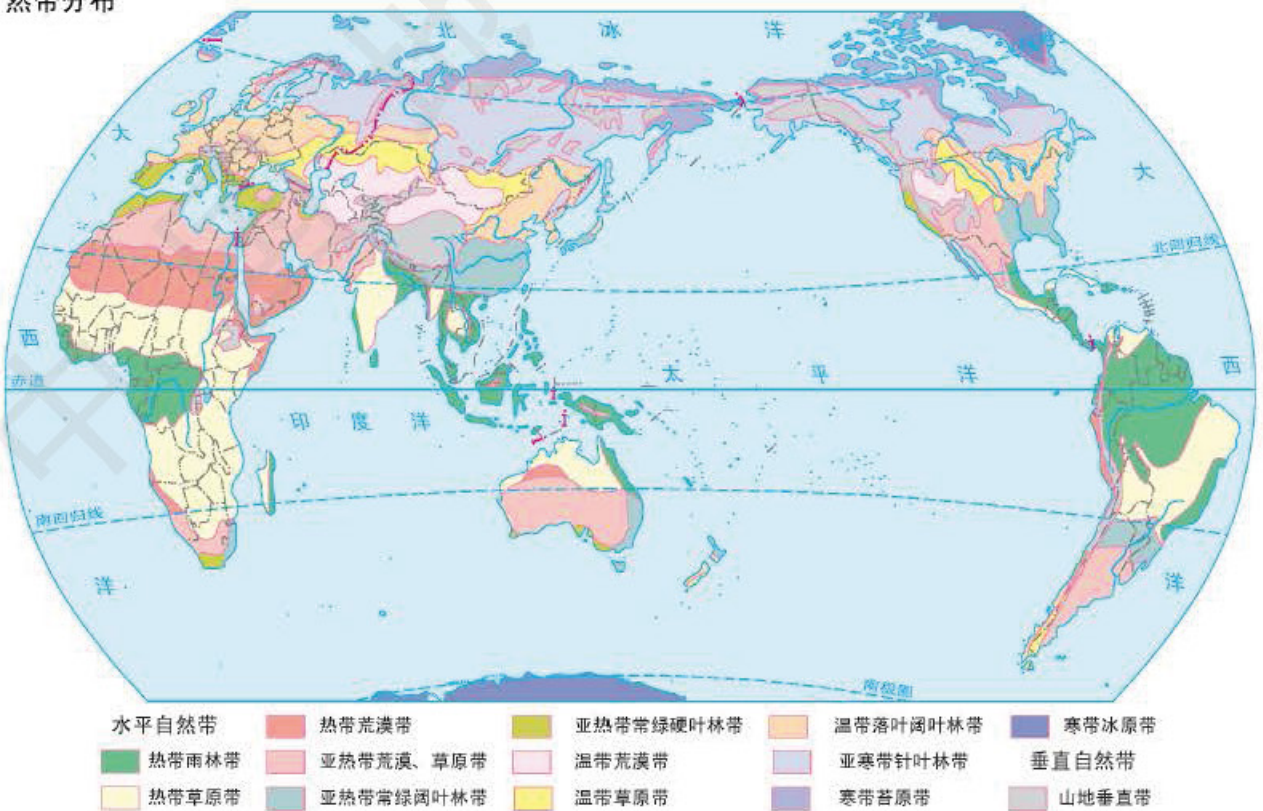 热带分布
北 冰 洋
大
大
北回归线
西
西
赤道
太 平 洋
印 度 洋
南回归线
洋
洋
南极圈
水平自然带 热带荒漠带 亚热带常绿硬叶林带 温带落叶阔叶林带 寒带冰原带
热带雨林带 亚热带荒漠、草原带 温带荒漠带 亚寒带针叶林带 垂直自然带
热带草原带 亚热带常绿阔叶林带 温带草原带 寒带苔原带 山地垂直带